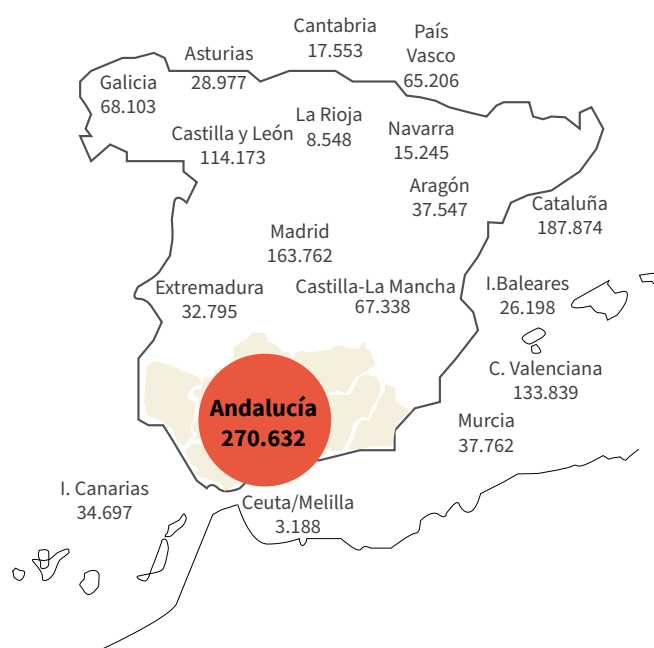 Cantabria
17.553
País
Vasco
65.206
Asturias
28.977
Galicia
68.103
La Rioja
8.548
Castilla y León
114.173
Navarra
15.245
Aragón
37.547
Cataluña
187.874
Madrid
163.762
Extremadura
32.795
Castilla-La Mancha
67.338
I.Baleares
26.198
C. Valenciana
133.839
Andalucía
270.632
Murcia
37.762
I. Canarias
34.697
Ceuta/Melilla
3.188